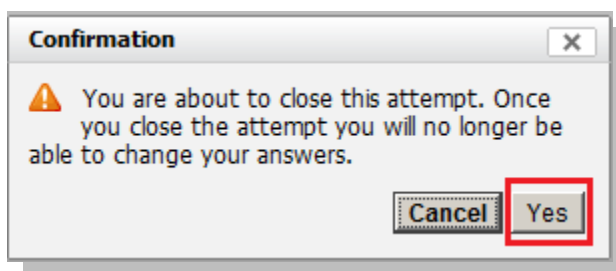 Confirmation
You are about to close this attempt. Once
you close the attempt you will no longer be
able to change your answers.
Cancel Yes